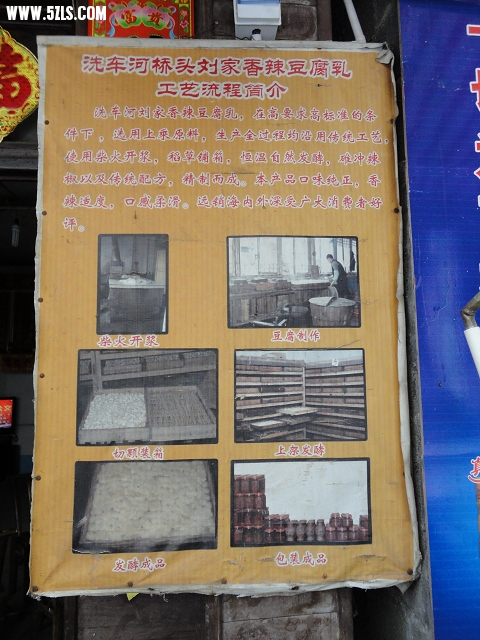 www.5ZLS.com
洗车河桥头刘家香辣豆腐乳
工艺流程简介
洗车河刘家香辣豆腐乳，在高要求高标准的条
件下，选用上乘原料，生产全过程均沿用传统工艺，
使用柴火开浆，稻草铺箱，恒温自然发酵，碓冲辣
椒以及传统配方，精制而成。本产品口味纯正，香
辣适度，口感柔滑。远销海内外深受广大消费者好
评。
柴火开浆
豆腐制作
切颗装箱
上架发酵
发酵成品
包装成品